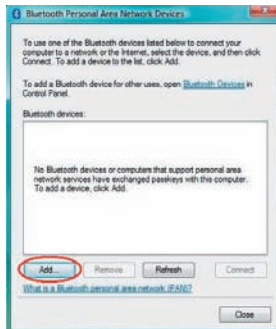 Bluetooth Personal Area Network Devices
To use one of the Bluetooth devices listed below to connect your
computer to a network or the Internet, select the device, and then click
Connect. To add a device to the list, click Add.
To add a Bluetooth device for other uses, open Bluetooth Devices in
Control Panel.
Bluetooth devices:
No Bluetooth devices or computers that support personal area
network services have exchanged passkeys with this computer.
To add a device, click Add.
Add... Remove Refresh Connect
What is a Bluetooth personal area network (PAN)?
Close